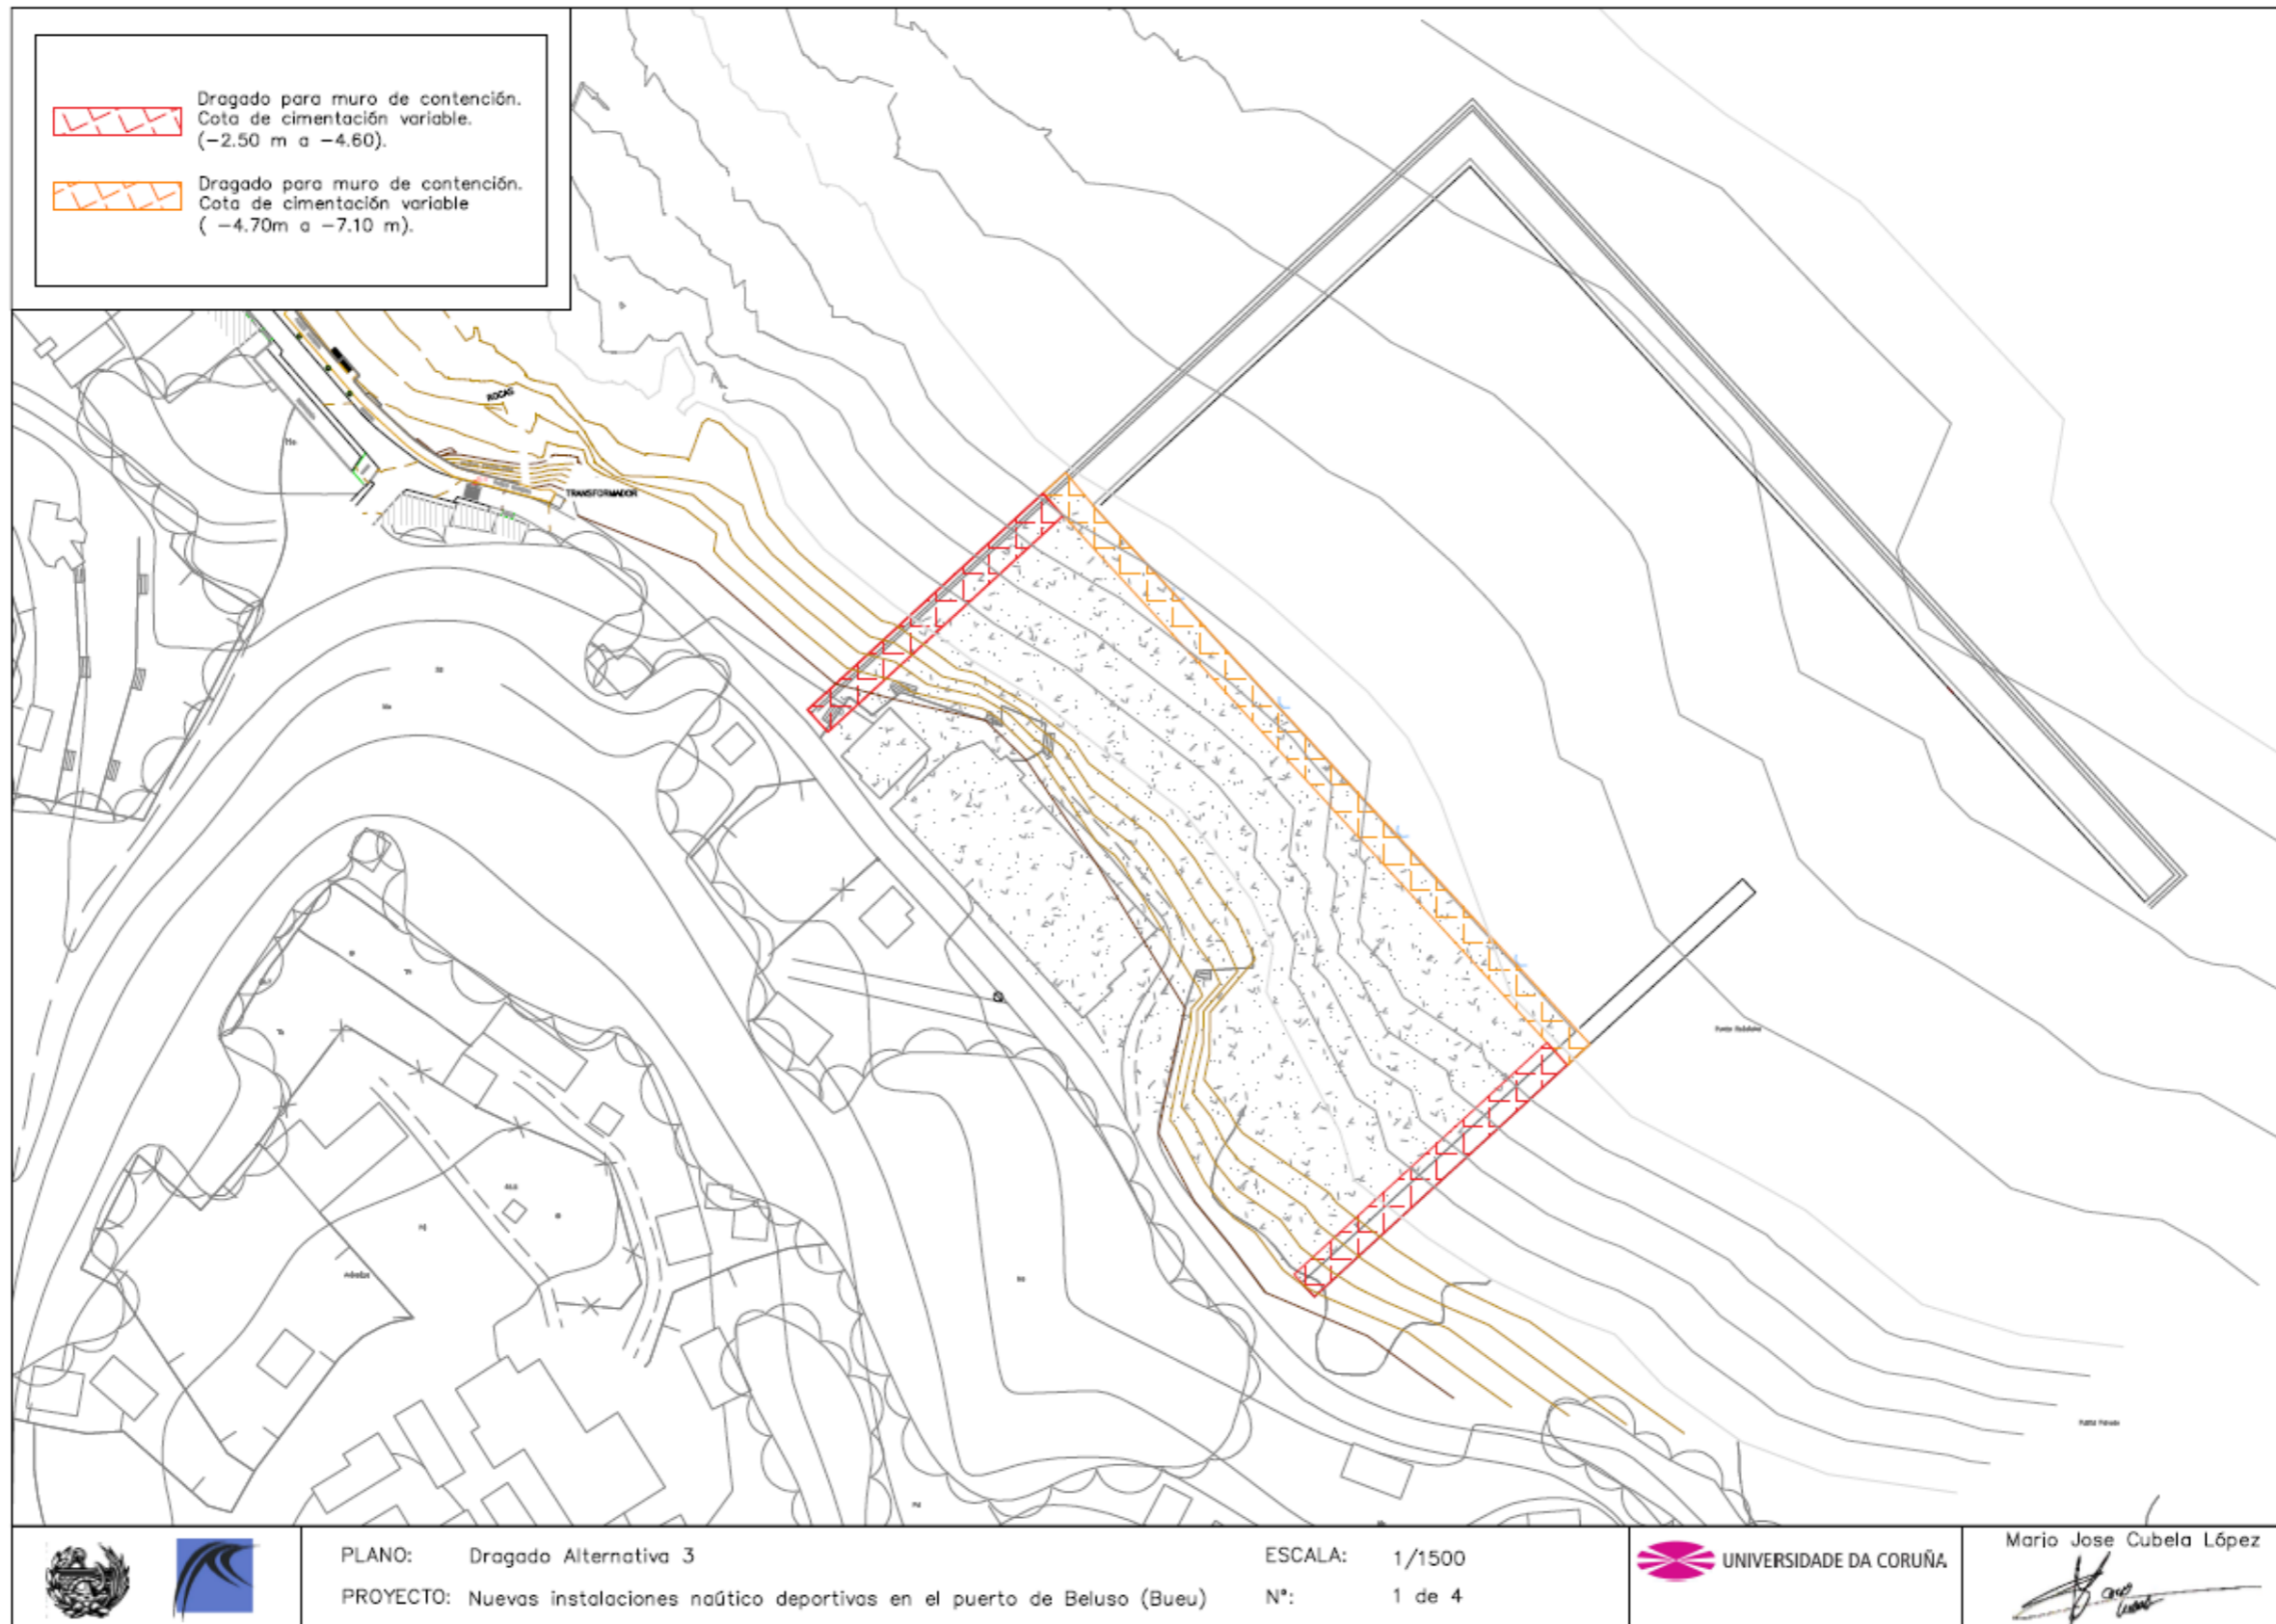 Dragado para muro de contención.
Cota de cimentación variable.
(−2.50 m a −4.60).
Dragado para muro de contención.
Cota de cimentación variable
( −4.70m a −7.10 m).
ROCAS
TRANSFORMADOR
PLANO: Dragado Alternativa 3
PROYECTO: Nuevas instalaciones naútico deportivas en el puerto de Beluso (Bueu)
ESCALA: 1/1500
Nº: 1 de 4
UNIVERSIDADE DA CORUÑA
Mario Jose Cubela López